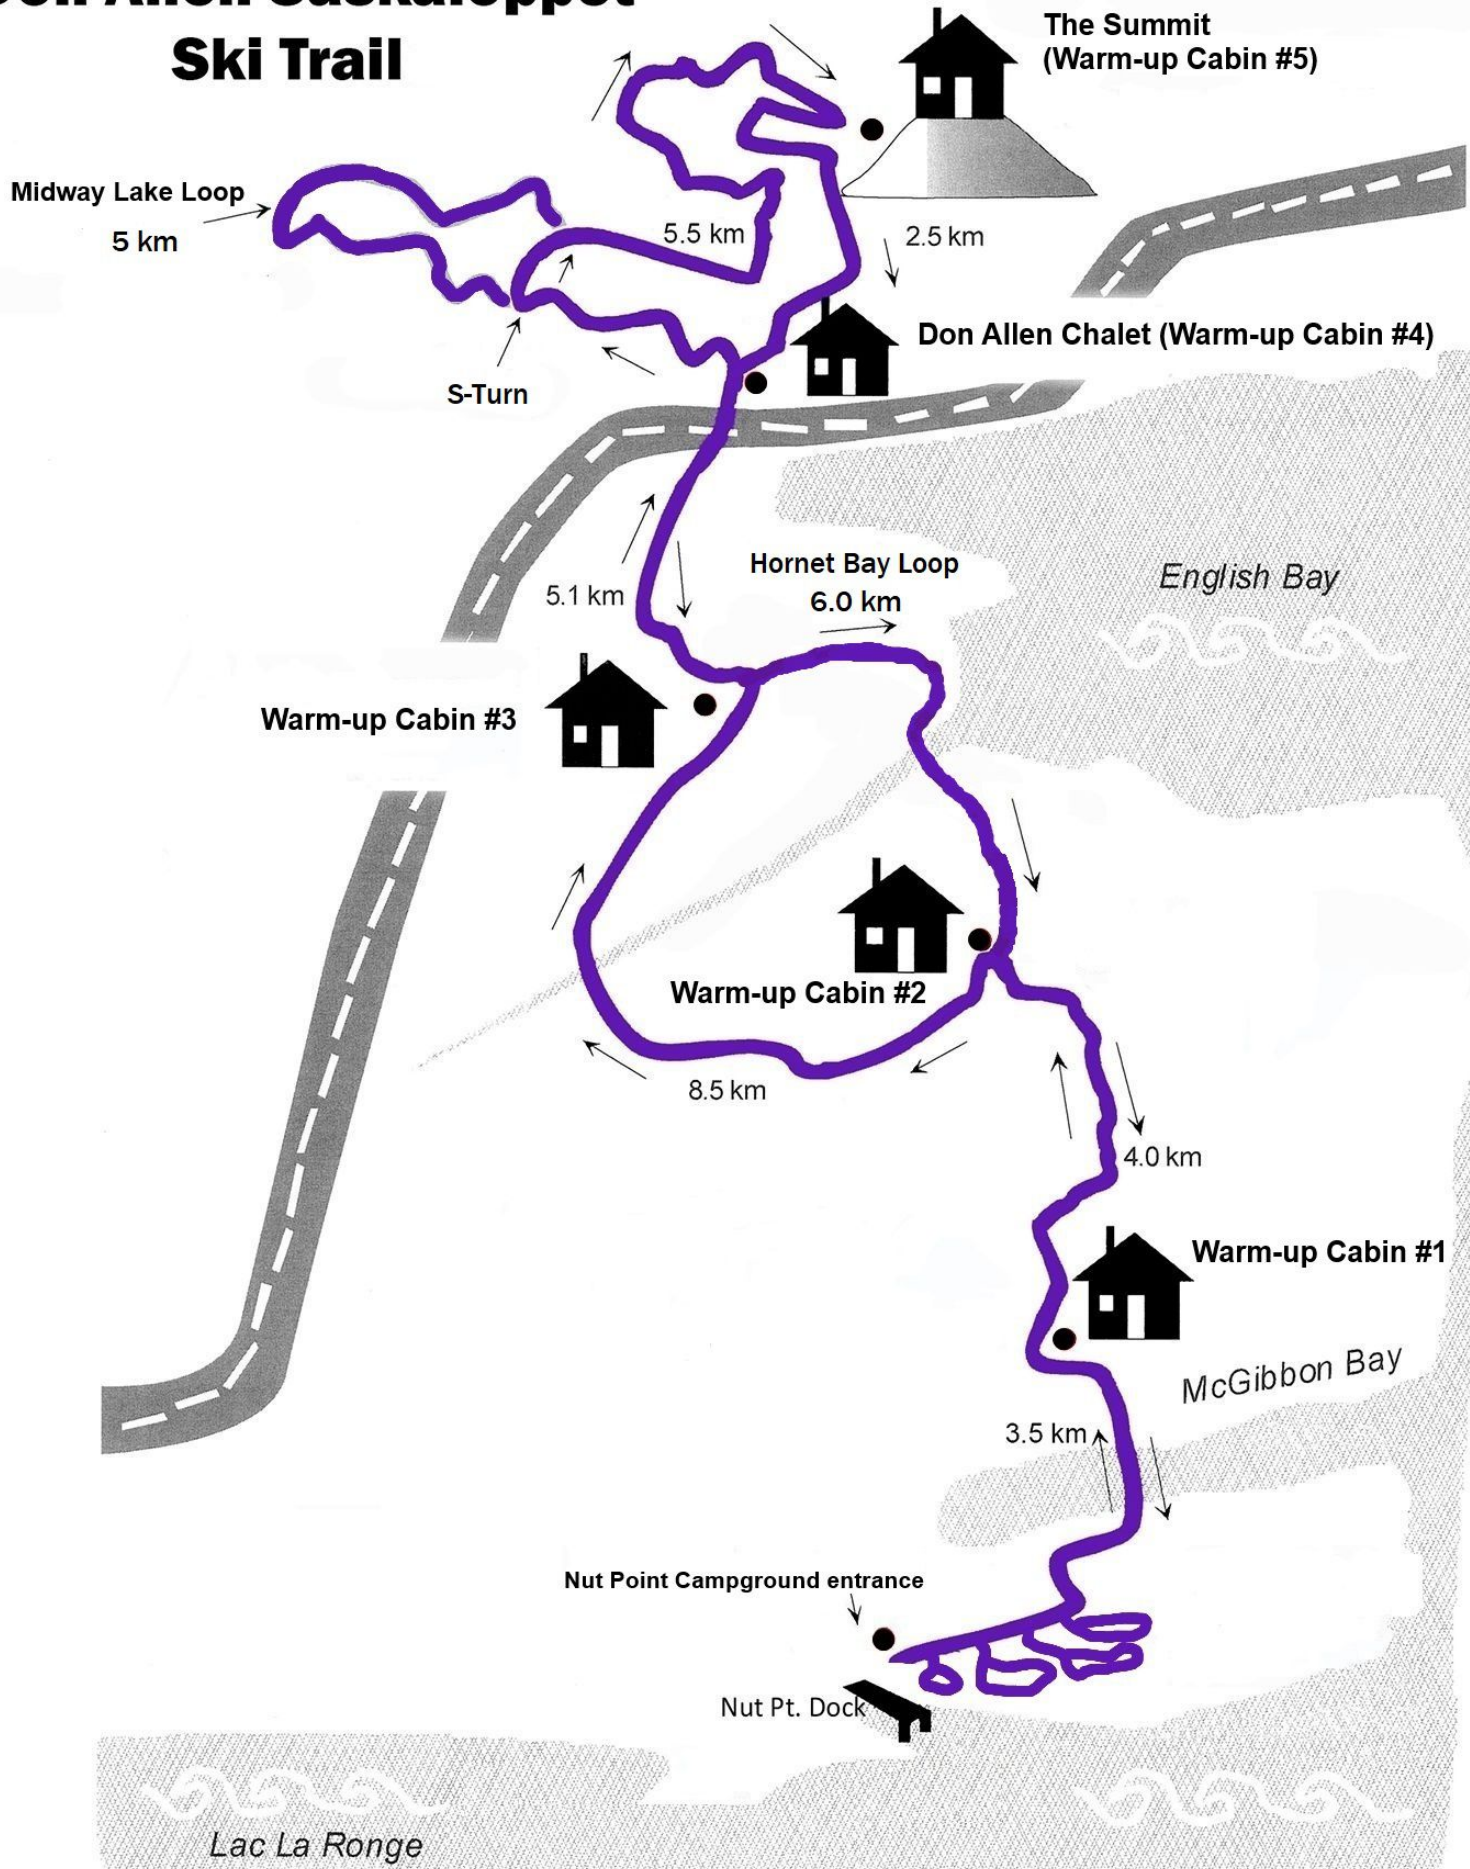 Ski Trail
The Summit
(Warm-up Cabin #5)
Midway Lake Loop
5 km
5.5 km
2.5 km
Don Allen Chalet (Warm-up Cabin #4)
S-Turn
Hornet Bay Loop
6.0 km
English Bay
5.1 km
Warm-up Cabin #3
Warm-up Cabin #2
8.5 km
4.0 km
Warm-up Cabin #1
McGibbon Bay
3.5 km
Nut Point Campground entrance
Nut Pt. Dock
Lac La Ronge